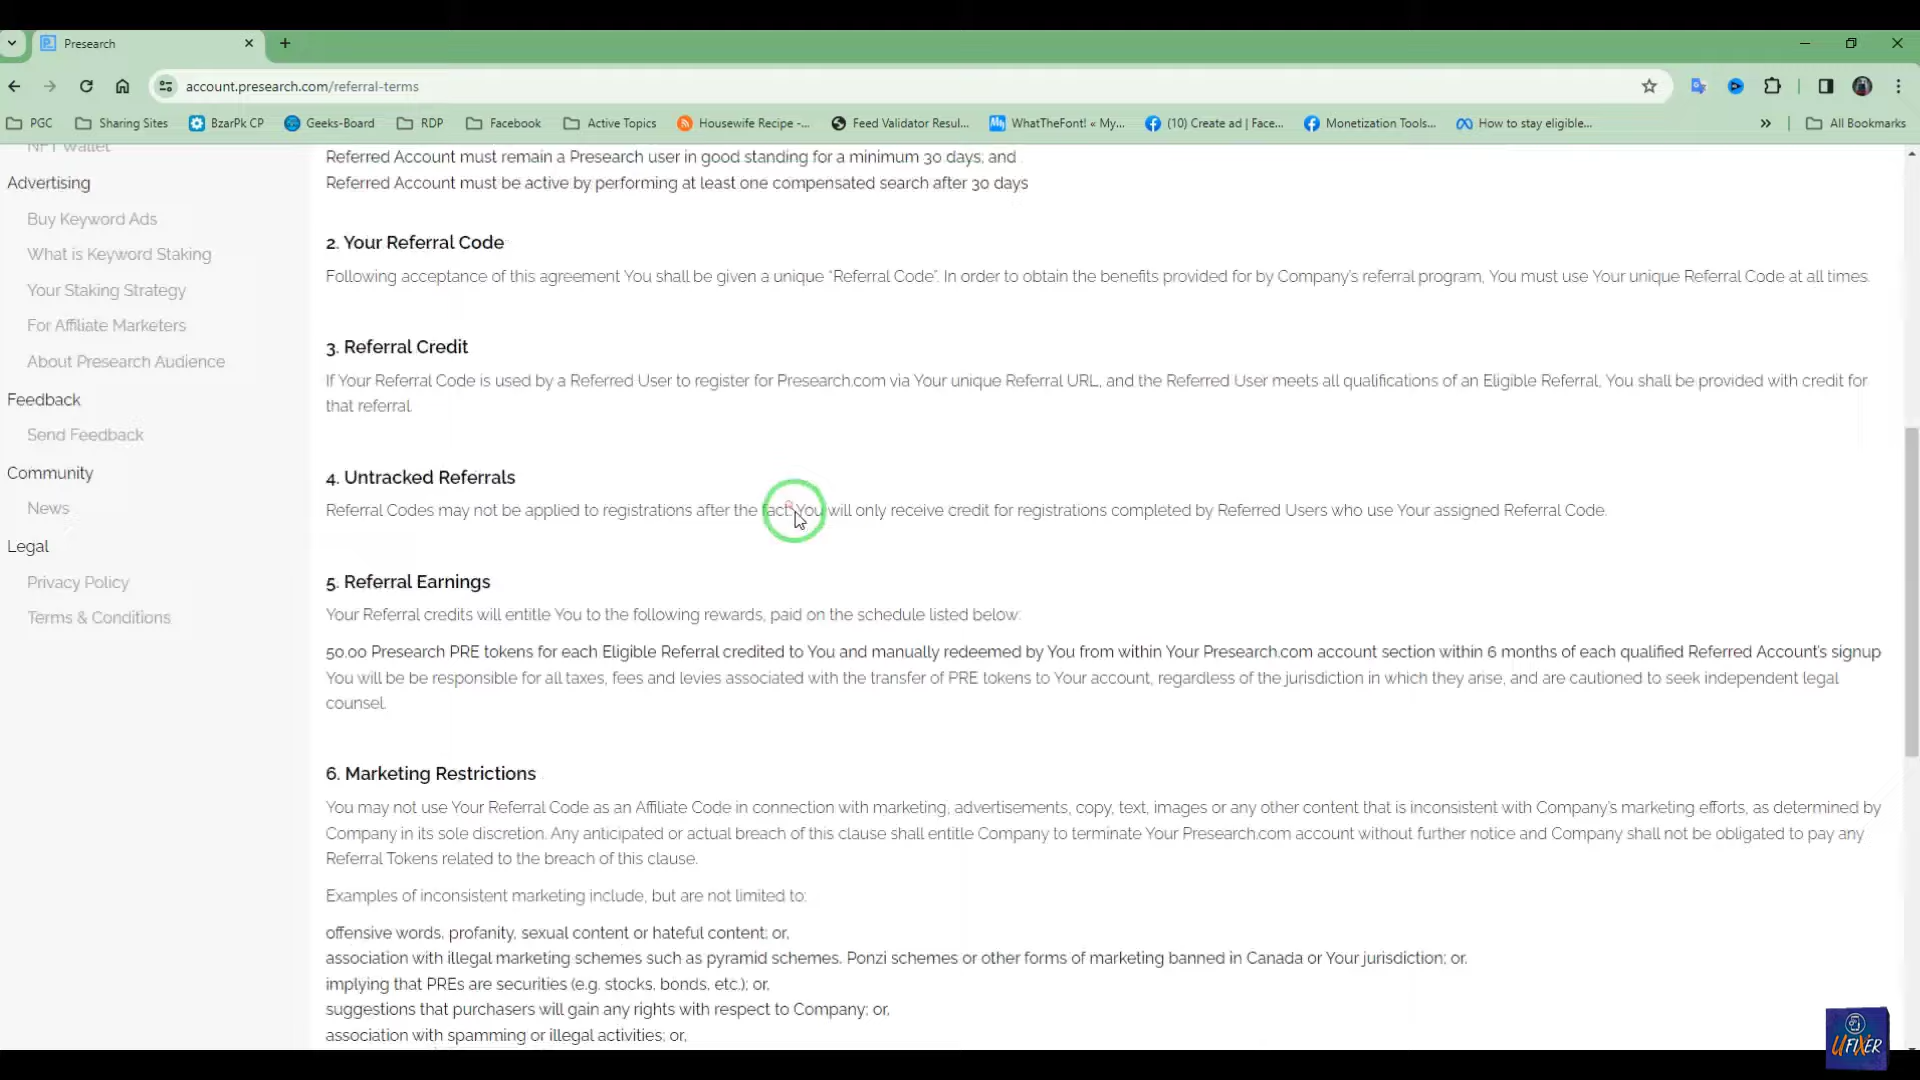 Presearch
account.presearch.com/referral-terms
PGC
Sharing Sites
BzarPk CP
Geeks-Board
RDP
Facebook
Active Topics
Housewife Recipe -...
Feed Validator Resul...
WhatTheFont! « My...
(10) Create ad | Face...
Monetization Tools...
How to stay eligible...
»
All Bookmarks
NFT Wallet
Advertising
Buy Keyword Ads
What is Keyword Staking
Your Staking Strategy
For Affiliate Marketers
About Presearch Audience
Feedback
Send Feedback
Community
News
Legal
Privacy Policy
Terms & Conditions
Referred Account must remain a Presearch user in good standing for a minimum 30 days; and
Referred Account must be active by performing at least one compensated search after 30 days
2. Your Referral Code
Following acceptance of this agreement You shall be given a unique “Referral Code”. In order to obtain the benefits provided for by Company's referral program, You must use Your unique Referral Code at all times.
3. Referral Credit
If Your Referral Code is used by a Referred User to register for Presearch.com via Your unique Referral URL, and the Referred User meets all qualifications of an Eligible Referral, You shall be provided with credit for
that referral.
4. Untracked Referrals
Referral Codes may not be applied to registrations after the fact. You will only receive credit for registrations completed by Referred Users who use Your assigned Referral Code.
5. Referral Earnings
Your Referral credits will entitle You to the following rewards, paid on the schedule listed below:
50.00 Presearch PRE tokens for each Eligible Referral credited to You and manually redeemed by You from within Your Presearch.com account section within 6 months of each qualified Referred Account's signup
You will be be responsible for all taxes, fees and levies associated with the transfer of PRE tokens to Your account, regardless of the jurisdiction in which they arise, and are cautioned to seek independent legal
counsel.
6. Marketing Restrictions
You may not use Your Referral Code as an Affiliate Code in connection with marketing, advertisements, copy, text, images or any other content that is inconsistent with Company's marketing efforts, as determined by
Company in its sole discretion. Any anticipated or actual breach of this clause shall entitle Company to terminate Your Presearch.com account without further notice and Company shall not be obligated to pay any
Referral Tokens related to the breach of this clause.
Examples of inconsistent marketing include, but are not limited to:
offensive words, profanity, sexual content or hateful content; or,
association with illegal marketing schemes such as pyramid schemes, Ponzi schemes or other forms of marketing banned in Canada or Your jurisdiction; or,
implying that PREs are securities (e.g. stocks, bonds, etc.); or,
suggestions that purchasers will gain any rights with respect to Company; or,
association with spamming or illegal activities; or,
UFIXER